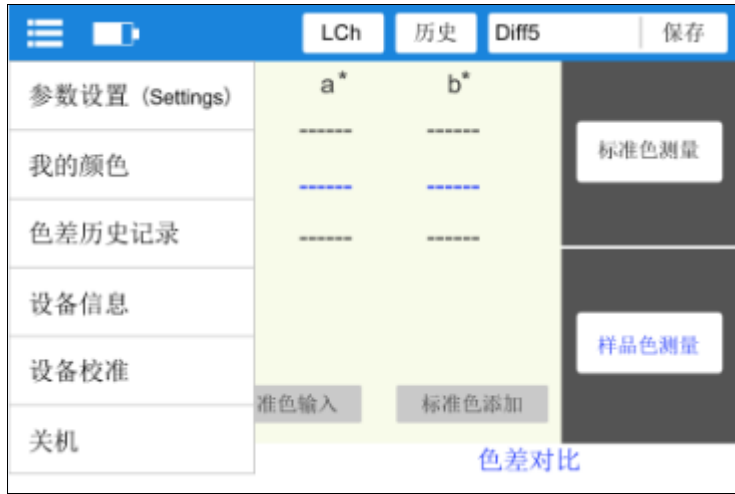 LCh 历史 Diff5 保存
参数设置（Settings）
我的颜色
色差历史记录
设备信息
设备校准
关机
a* b*
------ ------
------ ------
------ ------
准色输入 标准色添加
标准色测量
样品色测量
色差对比